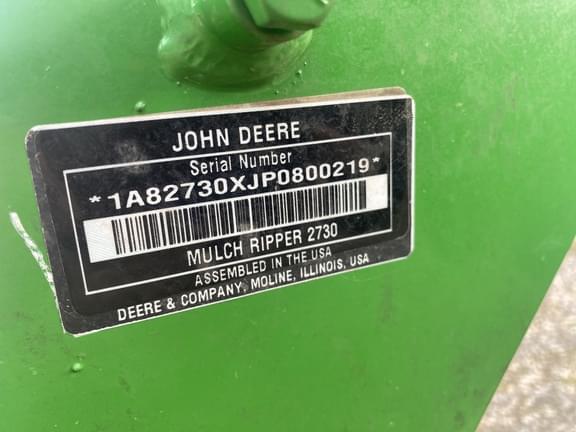 JOHN DEERE
Serial Number
*1A82730XJP0800219*
MULCH RIPPER 2730
ASSEMBLED IN THE USA
DEERE & COMPANY, MOLINE, ILLINOIS, USA